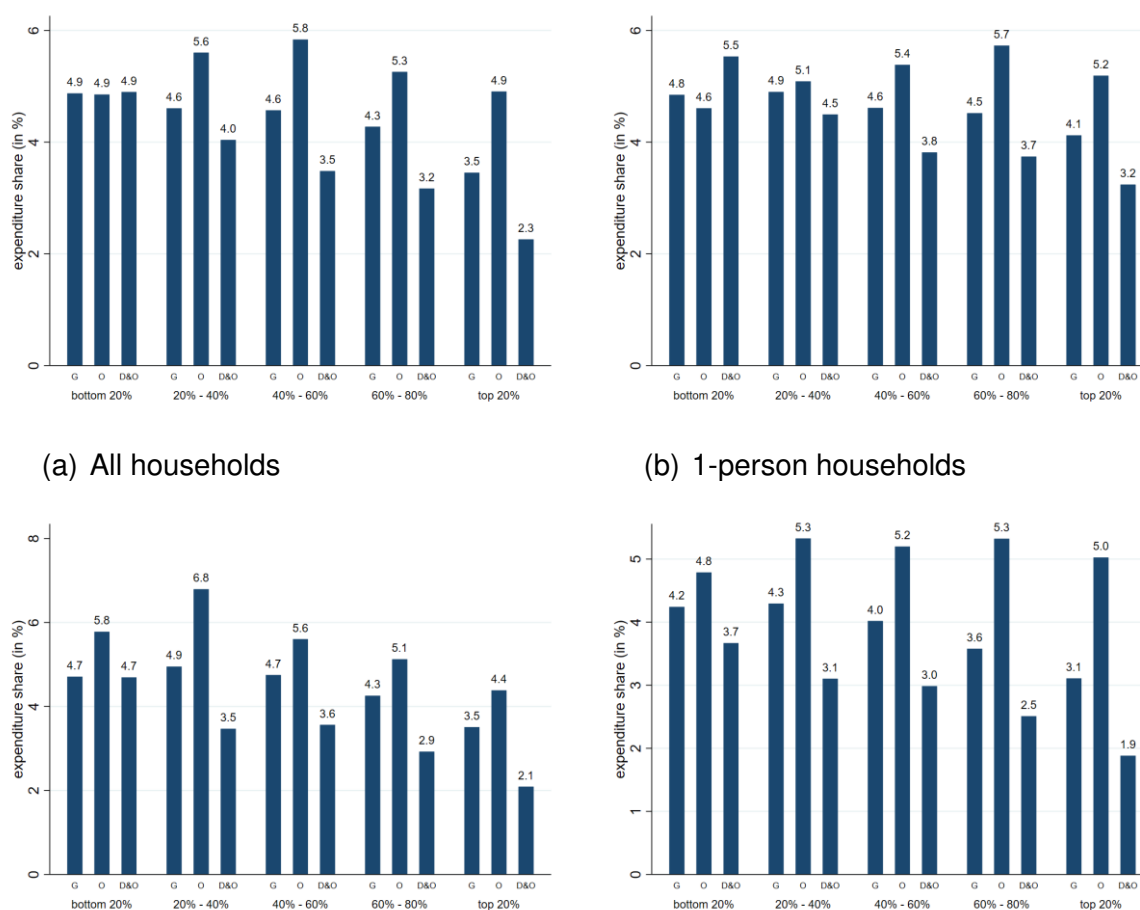 expenditure share (in %)
0 2 4 6
4.9 4.9 4.9 4.6 5.6 4.0 4.6 5.8 3.5 4.3 5.3 3.2 3.5 4.9 2.3
G O D&O G O D&O G O D&O G O D&O G O D&O
bottom 20% 20% - 40% 40% - 60% 60% - 80% top 20%
(a) All households
expenditure share (in %)
0 2 4 6
4.8 4.6 5.5 4.9 5.1 4.5 4.6 5.4 3.8 4.5 5.7 3.7 4.1 5.2 3.2
G O D&O G O D&O G O D&O G O D&O G O D&O
bottom 20% 20% - 40% 40% - 60% 60% - 80% top 20%
(b) 1-person households
expenditure share (in %)
0 2 4 6 8
4.7 5.8 4.7 4.9 6.8 3.5 4.7 5.6 3.6 4.3 5.1 2.9 3.5 4.4 2.1
G O D&O G O D&O G O D&O G O D&O G O D&O
bottom 20% 20% - 40% 40% - 60% 60% - 80% top 20%
expenditure share (in %)
0 1 2 3 4 5
4.2 4.8 3.7 4.3 5.3 3.1 4.0 5.2 3.0 3.6 5.3 2.5 3.1 5.0 1.9
G O D&O G O D&O G O D&O G O D&O G O D&O
bottom 20% 20% - 40% 40% - 60% 60% - 80% top 20%